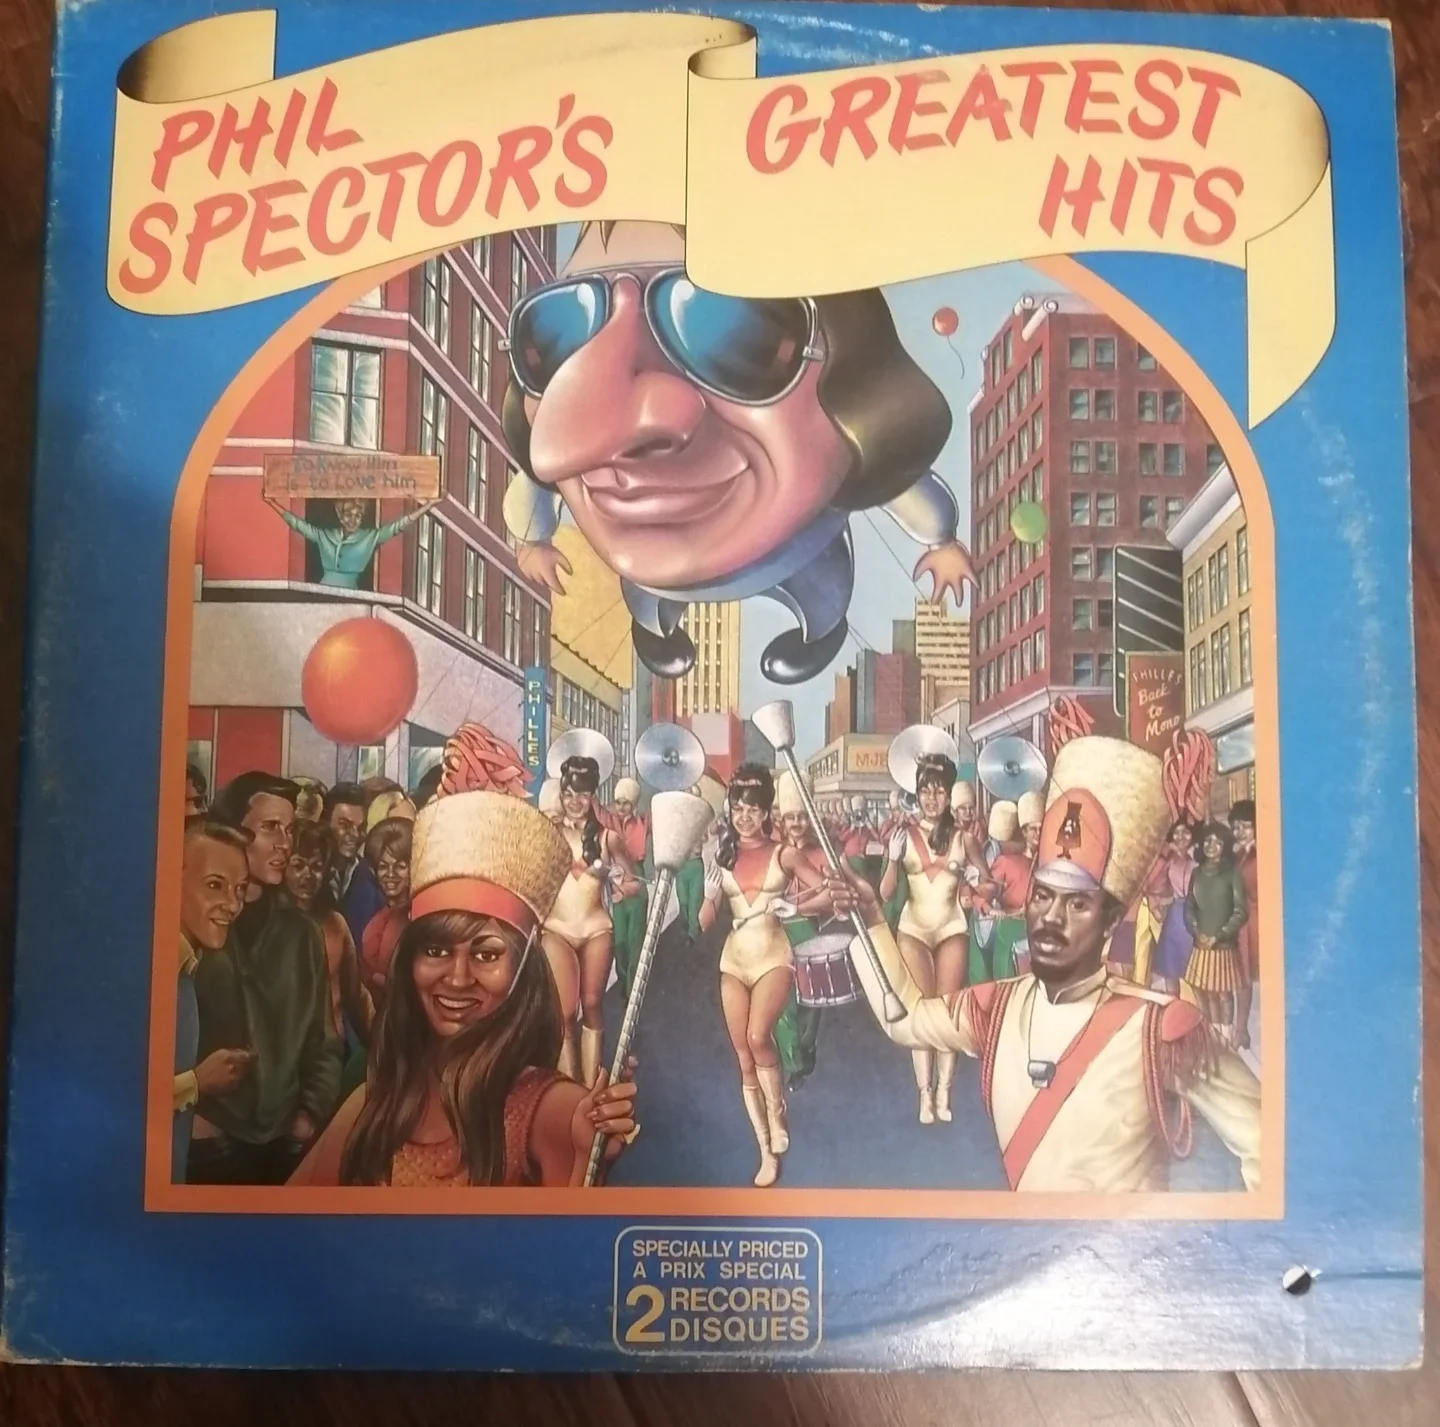 PHIL
SPECTOR'S
GREATEST
HITS
To Know Him
is to Love him
PHILLES
PHILLES
Back
to
Mono
MJB
SPECIALLY PRICED
A PRIX SPECIAL
2 RECORDS
DISQUES